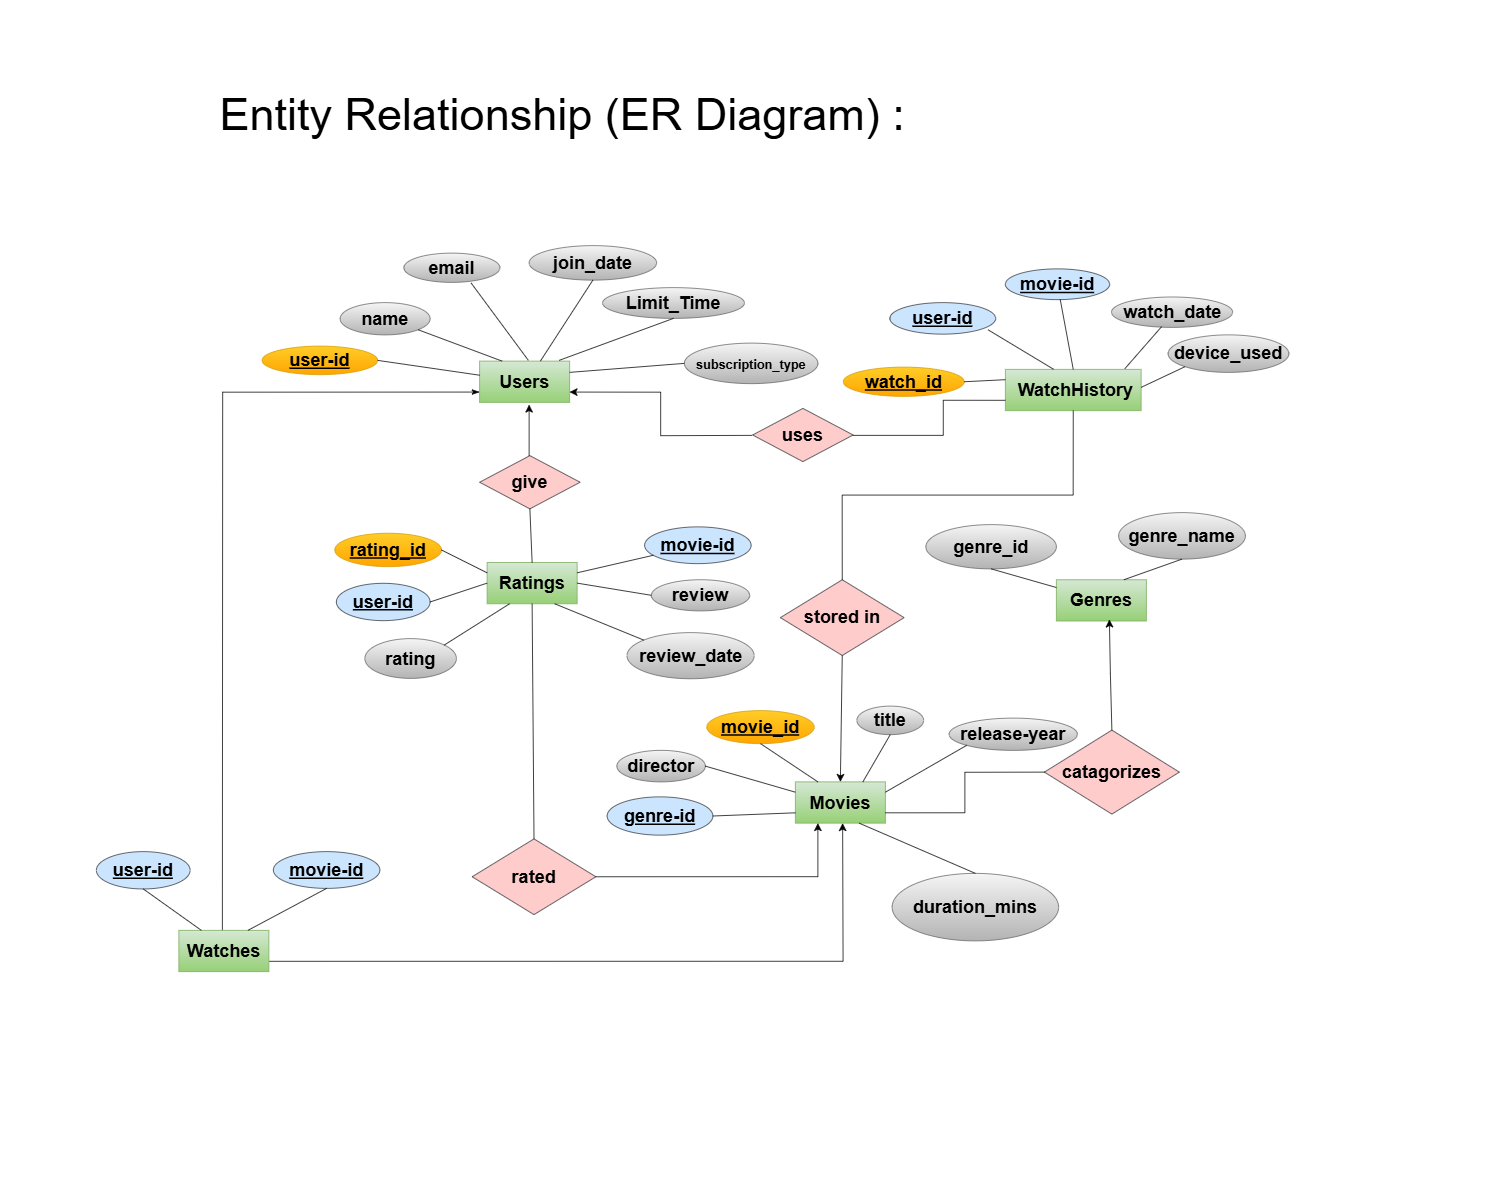 Entity Relationship (ER Diagram) :
email
join_date
Limit_Time
name
user-id
subscription_type
Users
movie-id
user-id
watch_date
device_used
watch_id
WatchHistory
uses
give
rating_id
movie-id
Ratings
user-id
review
rating
review_date
genre_id
genre_name
Genres
stored in
movie_id
title
release-year
director
catagorizes
Movies
genre-id
user-id
movie-id
rated
duration_mins
Watches